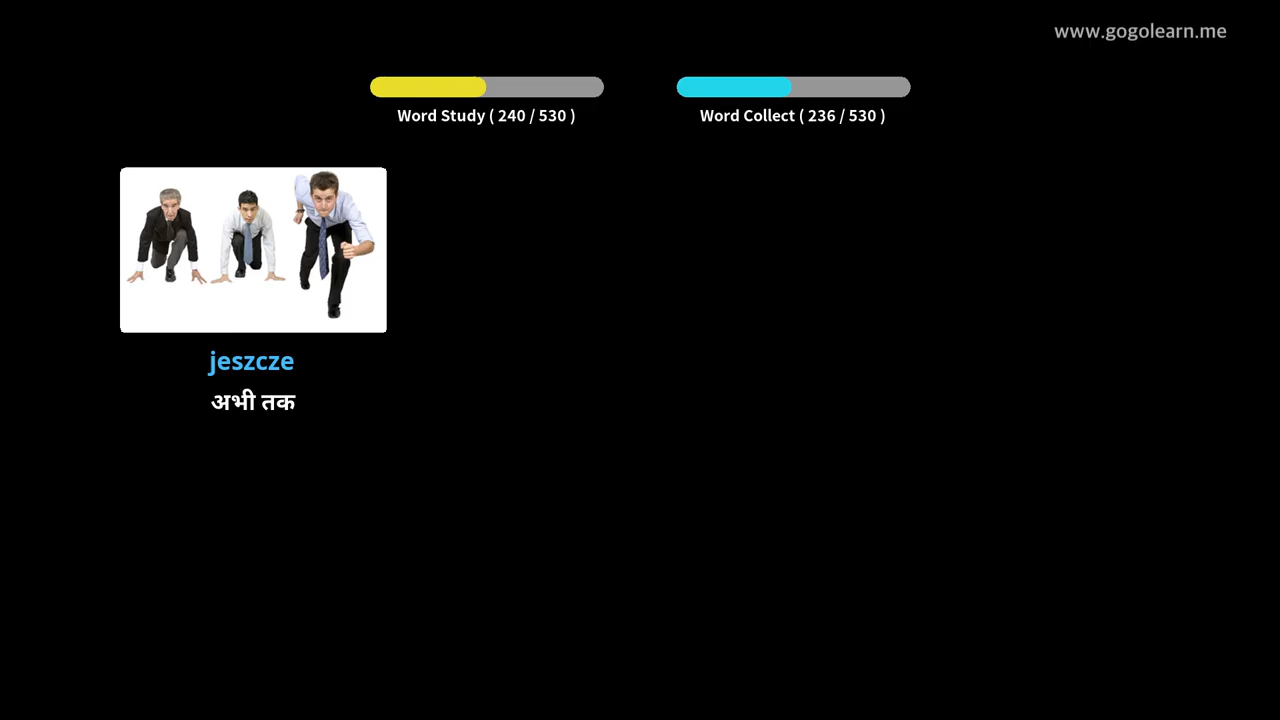 www.gogolearn.me
Word Study ( 240 / 530 )
Word Collect ( 236 / 530 )
jeszcze
अभी तक